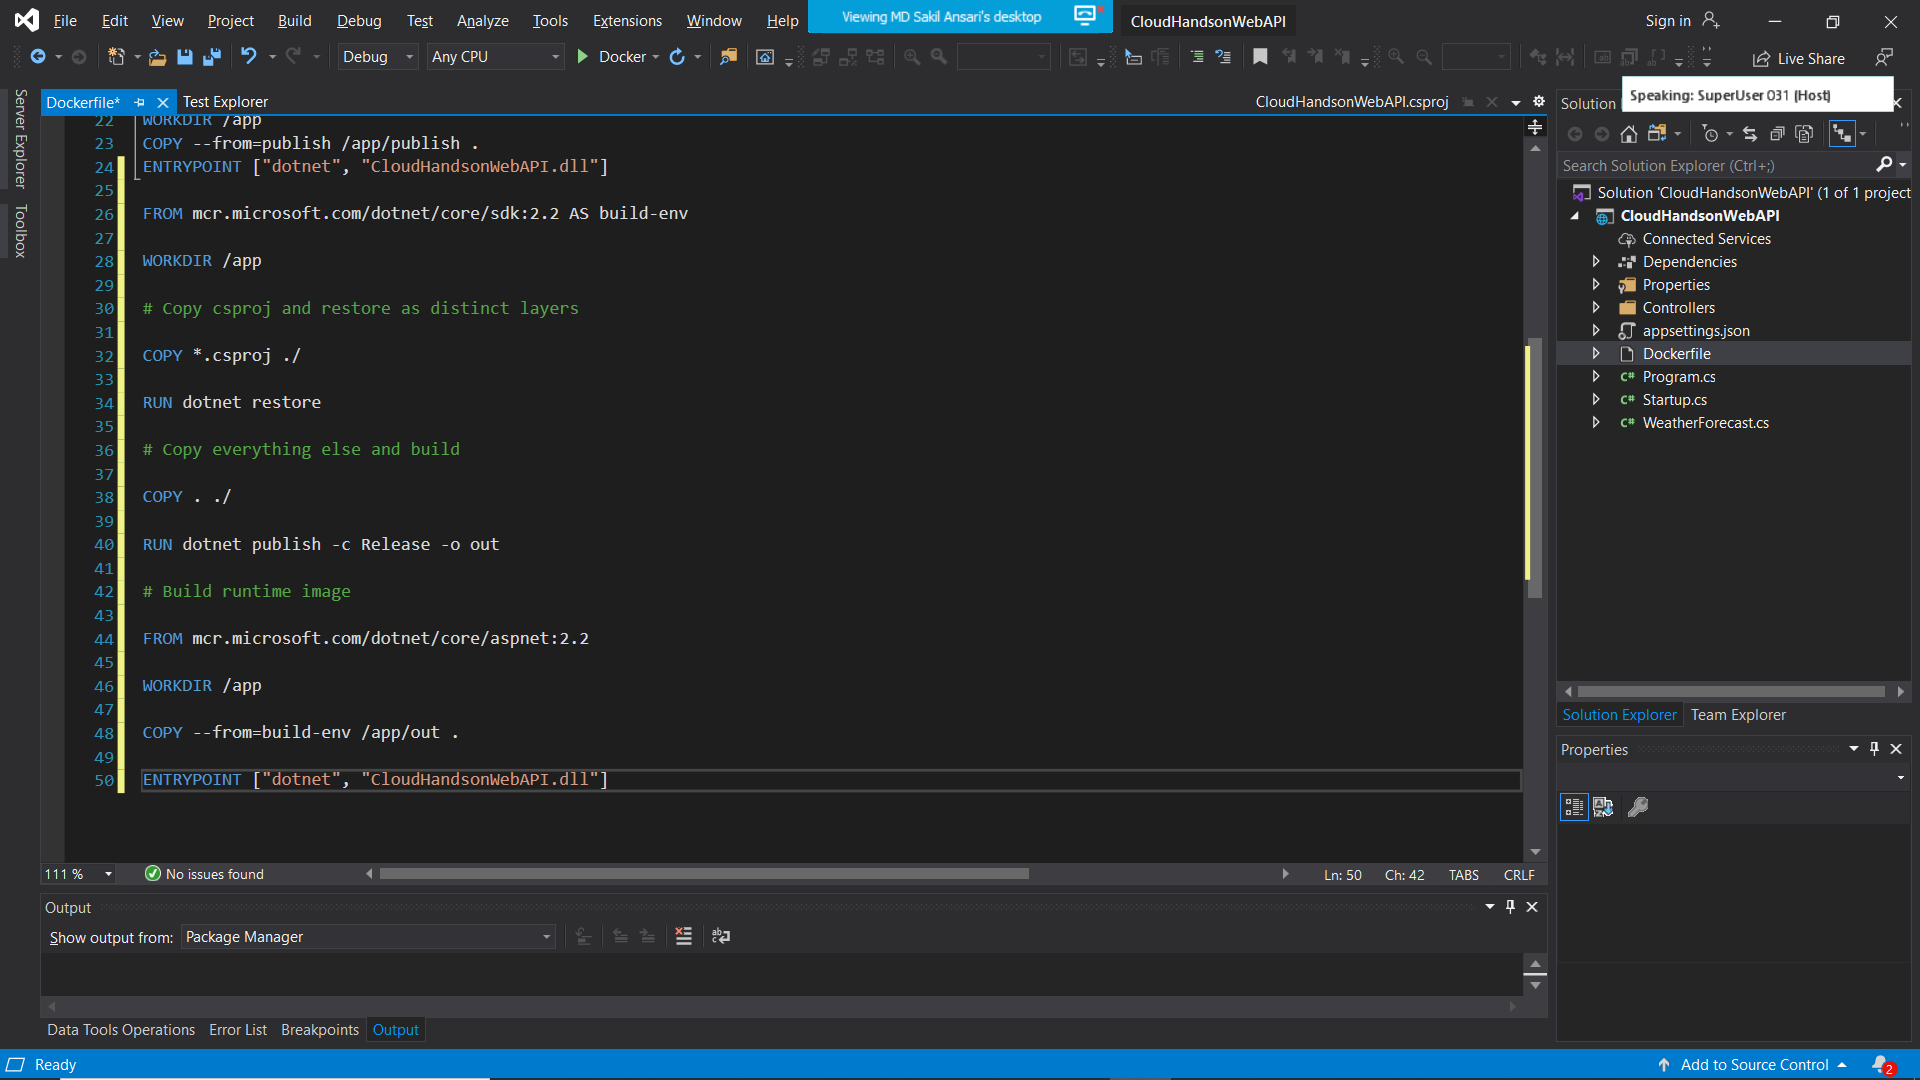 File Edit View Project Build Debug Test Analyze Tools Extensions Window Help
Viewing MD Sakil Ansari's desktop
CloudHandsonWebAPI
Sign in
Debug Any CPU Docker
Live Share
Speaking: SuperUser 031 (Host)
Server Explorer
Toolbox
Dockerfile* Test Explorer
CloudHandsonWebAPI.csproj
22 WORKDIR /app
23 COPY --from=publish /app/publish .
24 ENTRYPOINT ["dotnet", "CloudHandsonWebAPI.dll"]
25
26 FROM mcr.microsoft.com/dotnet/core/sdk:2.2 AS build-env
27
28 WORKDIR /app
29
30 # Copy csproj and restore as distinct layers
31
32 COPY *.csproj ./
33
34 RUN dotnet restore
35
36 # Copy everything else and build
37
38 COPY . ./
39
40 RUN dotnet publish -c Release -o out
41
42 # Build runtime image
43
44 FROM mcr.microsoft.com/dotnet/core/aspnet:2.2
45
46 WORKDIR /app
47
48 COPY --from=build-env /app/out .
49
50 ENTRYPOINT ["dotnet", "CloudHandsonWebAPI.dll"]
111 % No issues found
Ln: 50 Ch: 42 TABS CRLF
Output
Show output from: Package Manager
Data Tools Operations Error List Breakpoints Output
Solution
Search Solution Explorer (Ctrl+;)
Solution 'CloudHandsonWebAPI' (1 of 1 project
CloudHandsonWebAPI
Connected Services
Dependencies
Properties
Controllers
appsettings.json
Dockerfile
C# Program.cs
C# Startup.cs
C# WeatherForecast.cs
Solution Explorer Team Explorer
Properties
Ready
Add to Source Control
2